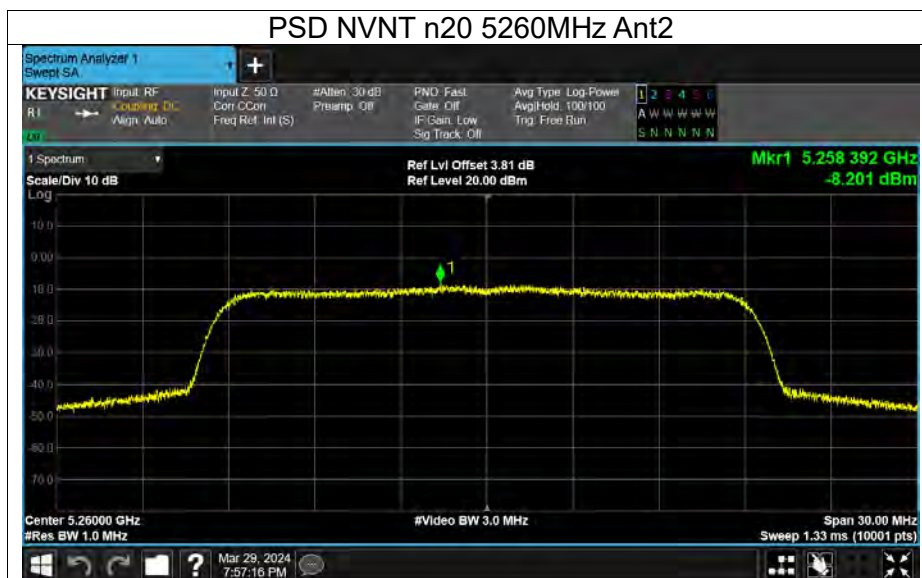 PSD NVNT n20 5260MHz Ant2
Spectrum Analyzer 1
Swept SA
+
KEYSIGHT Input: RF Input Z: 50 Ω #Atten: 30 dB PNO: Fast Avg Type: Log-Power 1 2 3 4 5 6
R L Coupling: DC Corr CCorr Preamp: Off Gate: Off Avg|Hold: 100/100 A W W W W W
Align: Auto Freq Ref: Int (S) IF Gain: Low Trig: Free Run
Sig Track: Off S N N N N N
1 Spectrum
Ref Lvl Offset 3.81 dB Mkr1 5.258 392 GHz
Scale/Div 10 dB Ref Level 20.00 dBm -8.201 dBm
Log
10.0
0.00
1
-10.0
-20.0
-30.0
-40.0
-50.0
-60.0
-70.0
Center 5.26000 GHz #Video BW 3.0 MHz Span 30.00 MHz
#Res BW 1.0 MHz Sweep 1.33 ms (10001 pts)
? Mar 29, 2024
7:57:16 PM